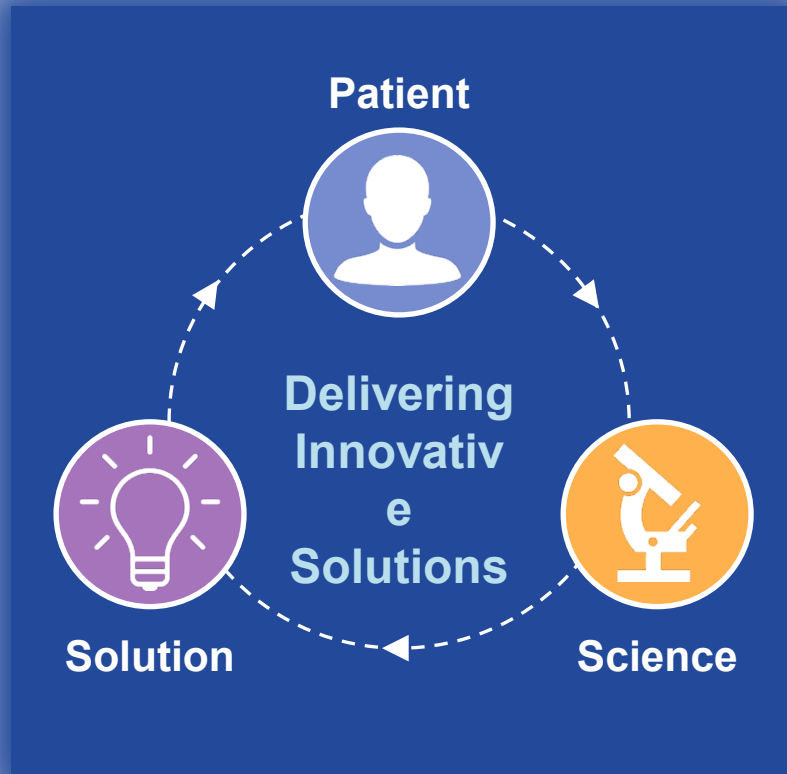 Patient
Delivering
Innovativ
e
Solutions
Solution
Science